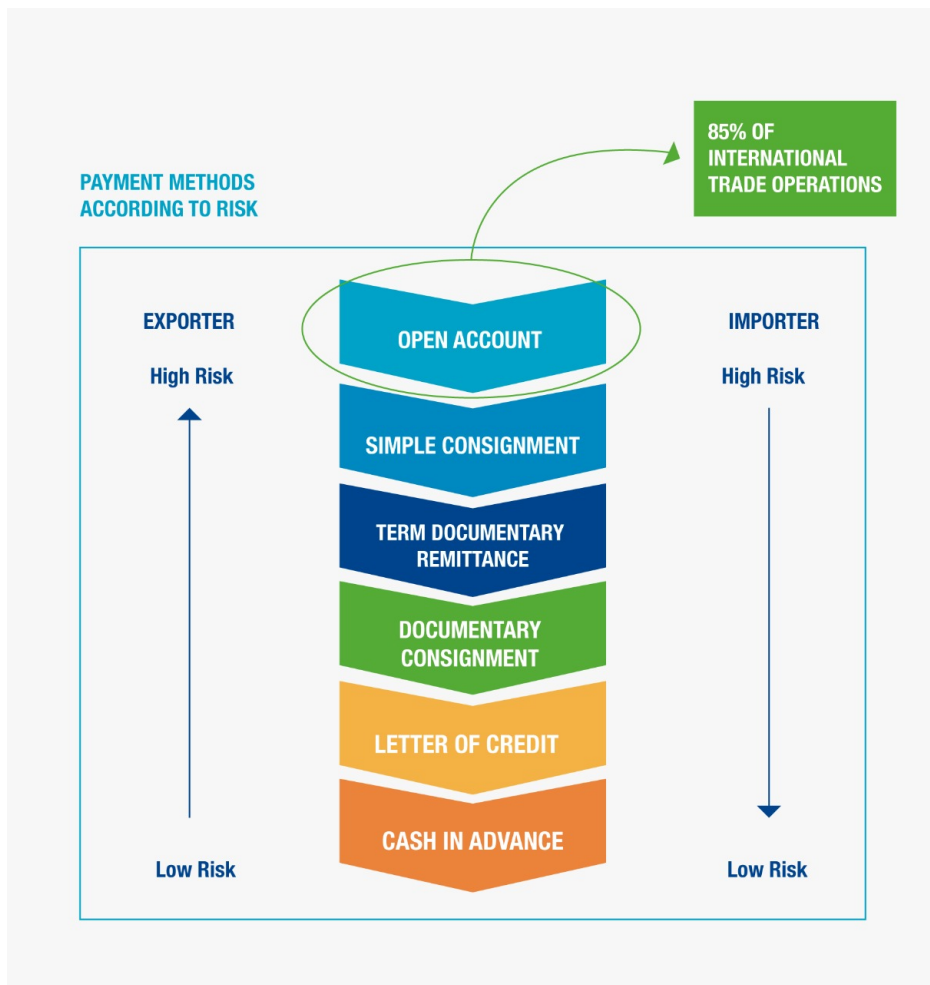 85% OF
INTERNATIONAL
TRADE OPERATIONS
PAYMENT METHODS
ACCORDING TO RISK
EXPORTER
High Risk
Low Risk
OPEN ACCOUNT
SIMPLE CONSIGNMENT
TERM DOCUMENTARY
REMITTANCE
DOCUMENTARY
CONSIGNMENT
LETTER OF CREDIT
CASH IN ADVANCE
IMPORTER
High Risk
Low Risk